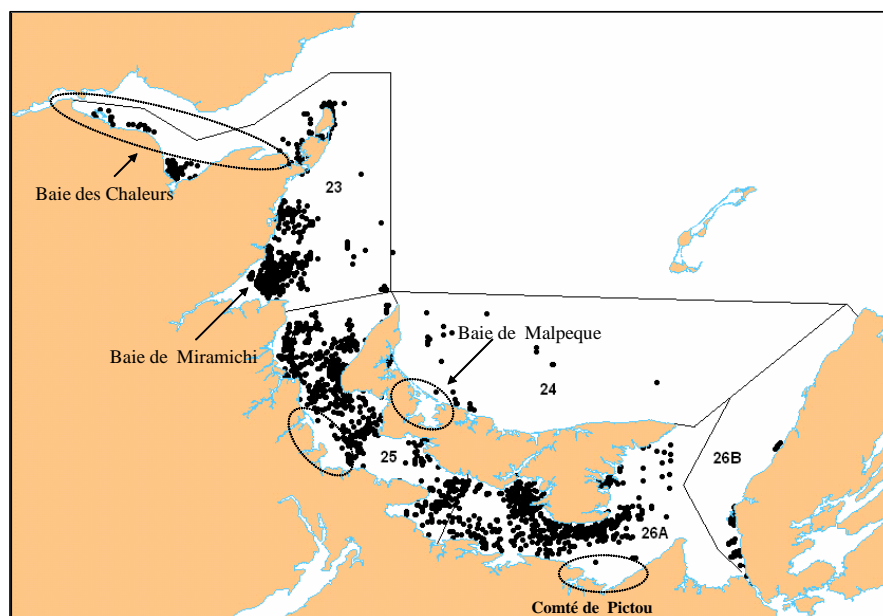 23
Baie des Chaleurs
Baie de Miramichi
Baie de Malpeque
24
25
26B
26A
Comté de Pictou